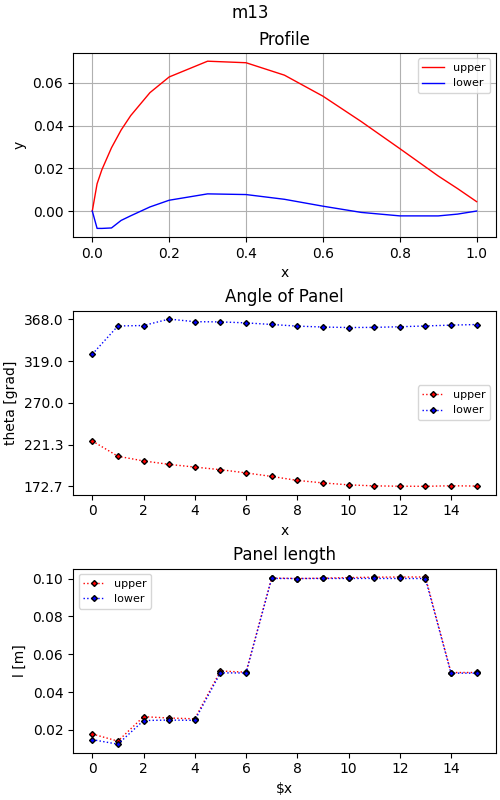 m13
Profile
0.06
0.04
0.02
0.00
y
upper
lower
0.0 0.2 0.4 0.6 0.8 1.0
x
Angle of Panel
368.0
319.0
270.0
221.3
172.7
theta [grad]
upper
lower
0 2 4 6 8 10 12 14
x
Panel length
0.10
0.08
0.06
0.04
0.02
l [m]
upper
lower
0 2 4 6 8 10 12 14
$x